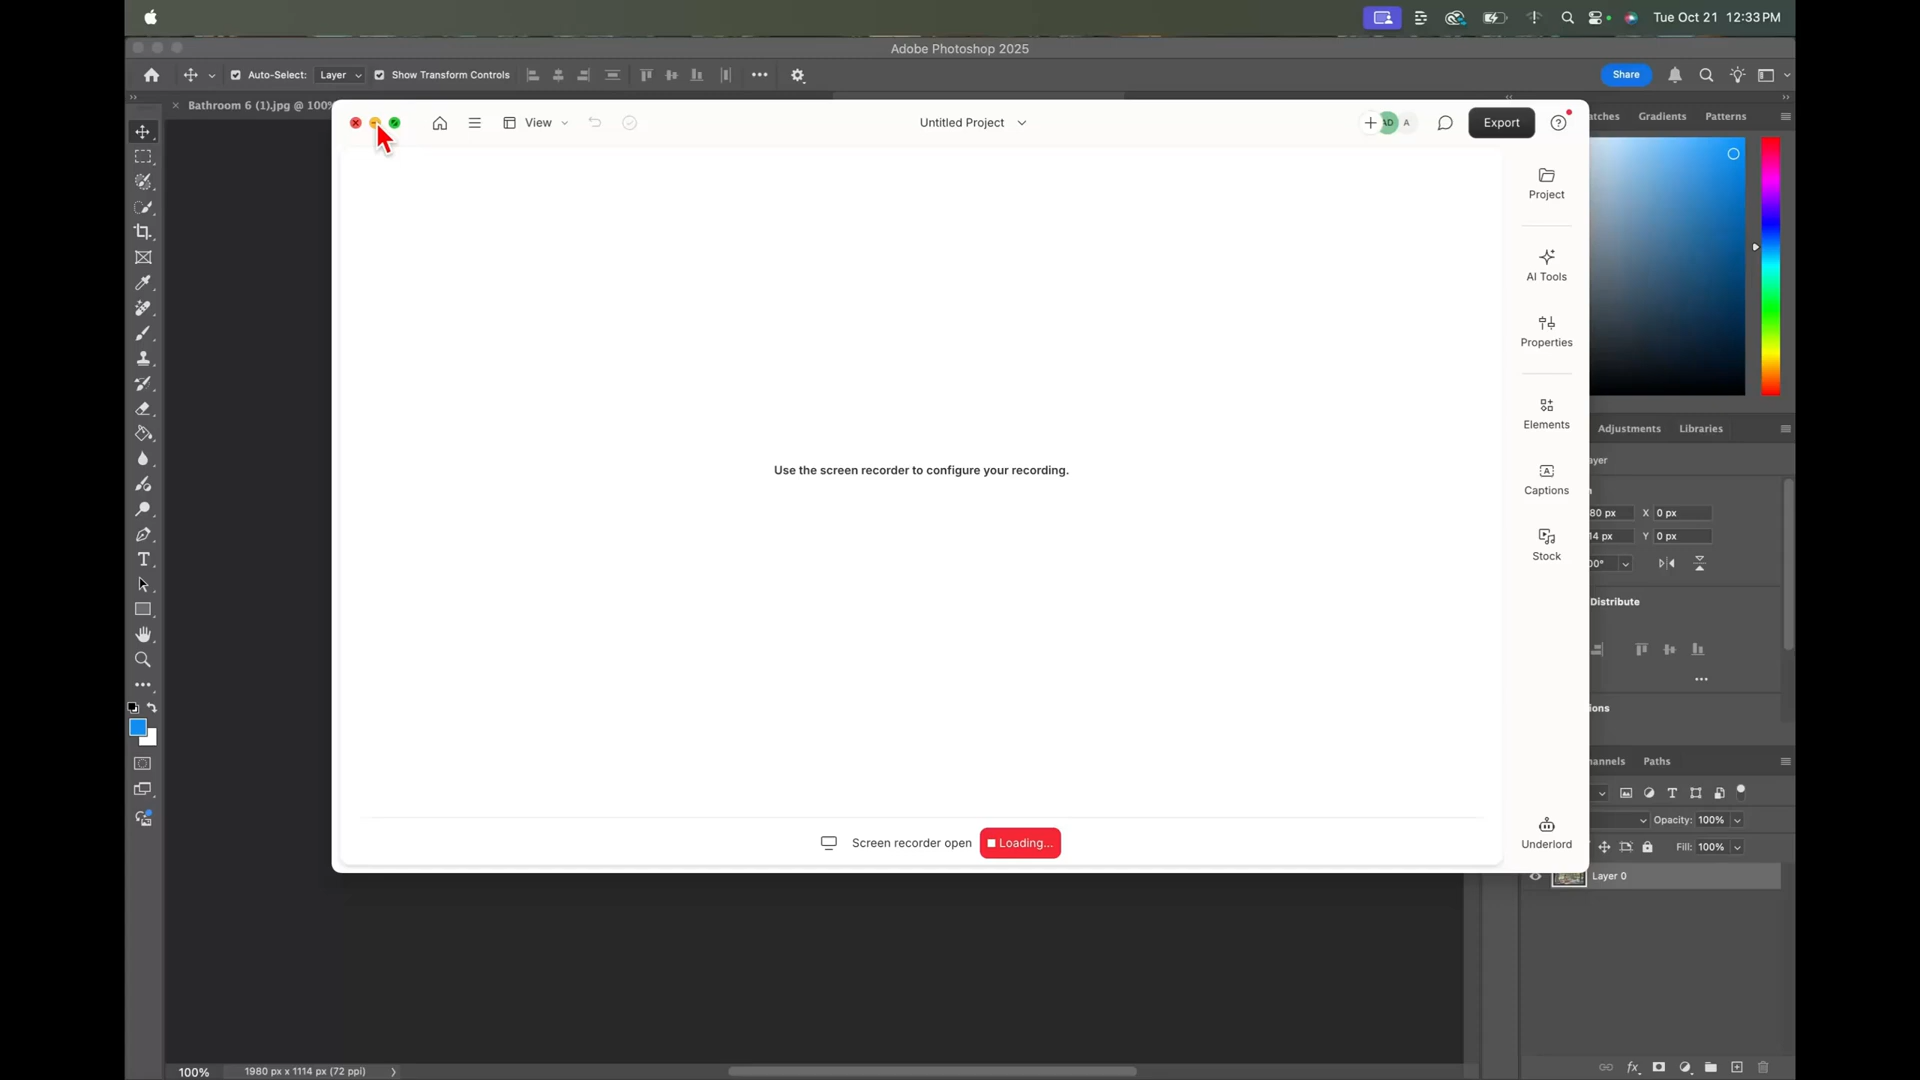 Tue Oct 21 12:33 PM
Adobe Photoshop 2025
Auto-Select: Layer Show Transform Controls
Share
Bathroom 6 (1).jpg @ 100%
Gradients Patterns
View
Untitled Project
AD A
Export
Project
AI Tools
Properties
Elements
Captions
Stock
Underlord
Use the screen recorder to configure your recording.
Screen recorder open Loading...
Adjustments Libraries
X 0 px
Y 0 px
Distribute
Paths
Opacity: 100%
Fill: 100%
Layer 0
100% 1980 px x 1114 px (72 ppi)